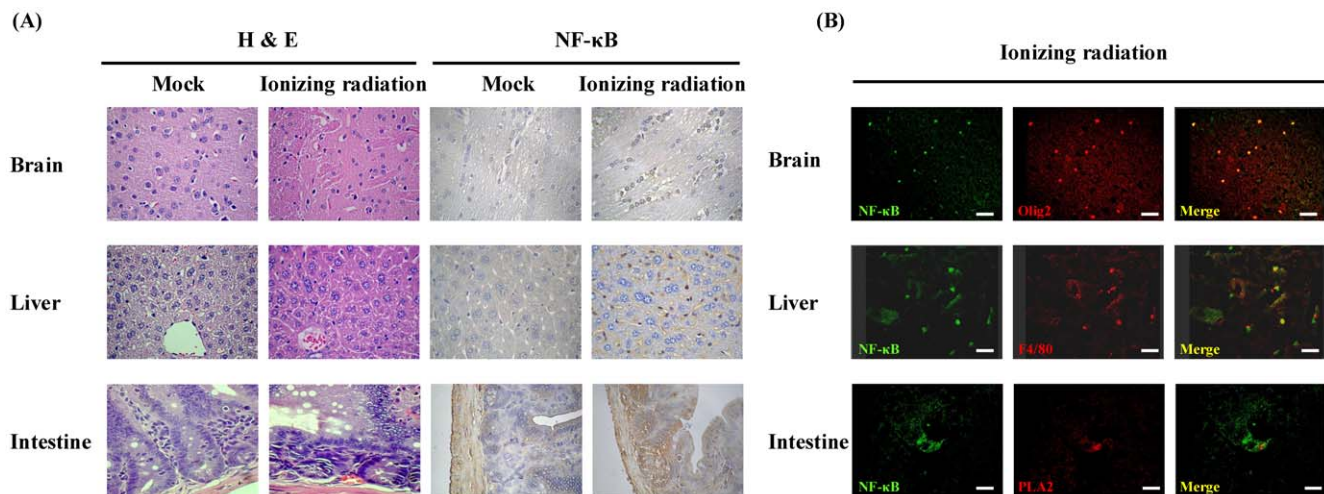 (A)
H & E
NF-κB
Mock
Ionizing radiation
Mock
Ionizing radiation
Brain
Liver
Intestine
(B)
Ionizing radiation
Brain
NF-κB
Olig2
Merge
Liver
NF-κB
F4/80
Merge
Intestine
NF-κB
PLA2
Merge